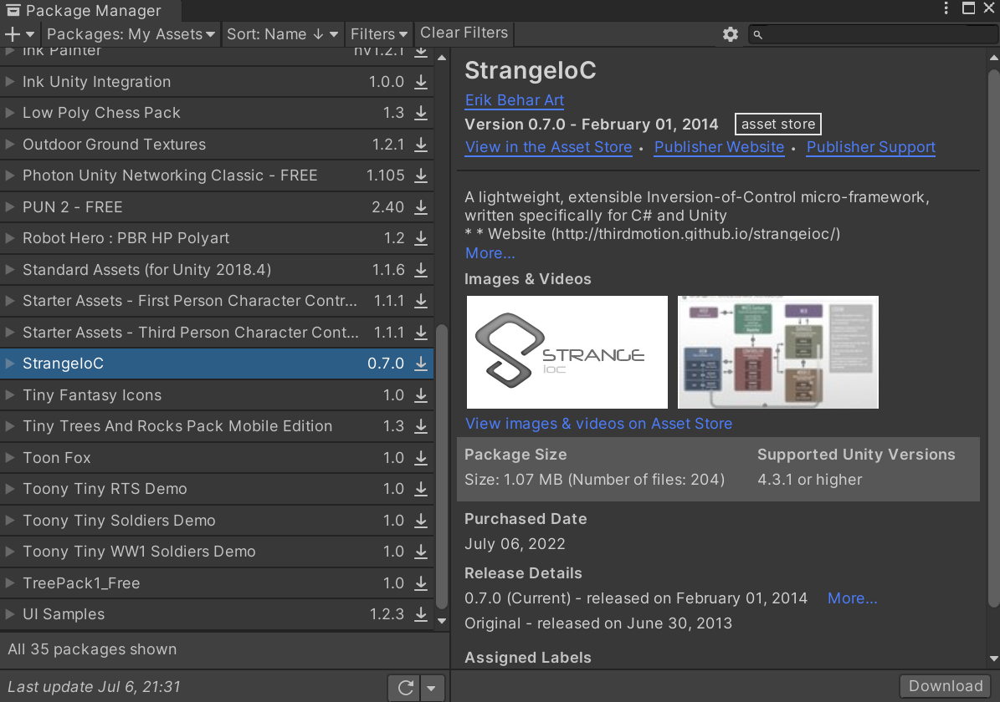 Package Manager
Packages: My Assets
Sort: Name ↓
Filters
Clear Filters
Ink Painter
nv1.2.1
Ink Unity Integration 1.0.0
Low Poly Chess Pack 1.3
Outdoor Ground Textures 1.2.1
Photon Unity Networking Classic - FREE 1.105
PUN 2 - FREE 2.40
Robot Hero : PBR HP Polyart 1.2
Standard Assets (for Unity 2018.4) 1.1.6
Starter Assets - First Person Character Contr... 1.1.1
Starter Assets - Third Person Character Cont... 1.1.1
StrangeIoC 0.7.0
Tiny Fantasy Icons 1.0
Tiny Trees And Rocks Pack Mobile Edition 1.3
Toon Fox 1.0
Toony Tiny RTS Demo 1.0
Toony Tiny Soldiers Demo 1.0
Toony Tiny WW1 Soldiers Demo 1.0
TreePack1_Free 1.0
UI Samples 1.2.3
All 35 packages shown
Last update Jul 6, 21:31
StrangeIoC
Erik Behar Art
Version 0.7.0 - February 01, 2014 asset store
View in the Asset Store • Publisher Website • Publisher Support
A lightweight, extensible Inversion-of-Control micro-framework,
written specifically for C# and Unity
* * Website (http://thirdmotion.github.io/strangeioc/)
More...
Images & Videos
STRANGE
IoC
View images & videos on Asset Store
Package Size
Size: 1.07 MB (Number of files: 204)
Supported Unity Versions
4.3.1 or higher
Purchased Date
July 06, 2022
Release Details
0.7.0 (Current) - released on February 01, 2014 More...
Original - released on June 30, 2013
Assigned Labels
Download